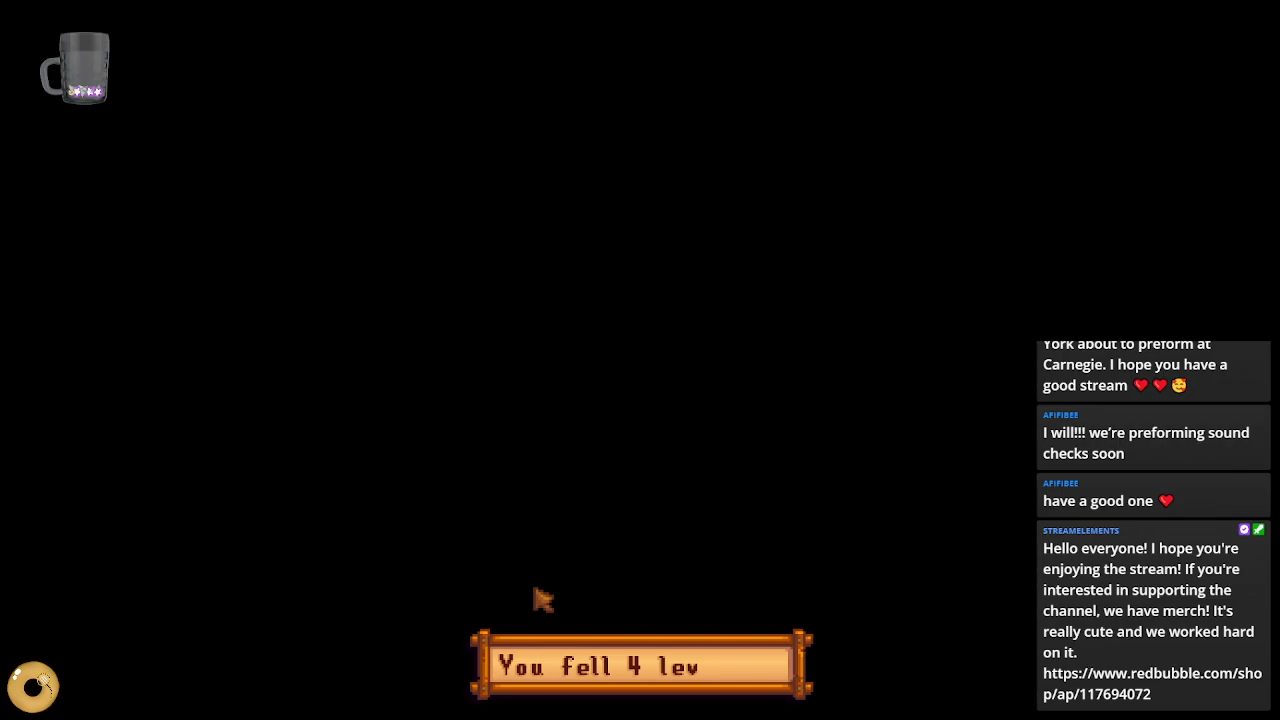 York about to preform at
Carnegie. I hope you have a
good stream ❤️ ❤️ 🥰
AFIFIBEE
I will!!! we're preforming sound
checks soon
AFIFIBEE
have a good one ❤️
STREAMELEMENTS
Hello everyone! I hope you're
enjoying the stream! If you're
interested in supporting the
channel, we have merch! It's
really cute and we worked hard
on it.
https://www.redbubble.com/sho
p/ap/117694072
You fell 4 lev